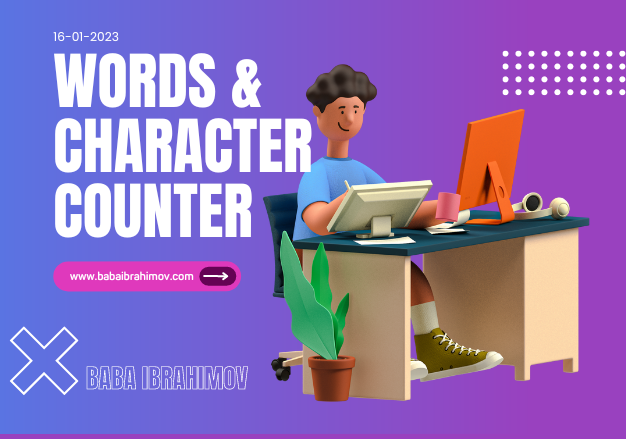 16-01-2023
WORDS &
CHARACTER
COUNTER
www.babaibrahimov.com
BABA IBRAHIMOV